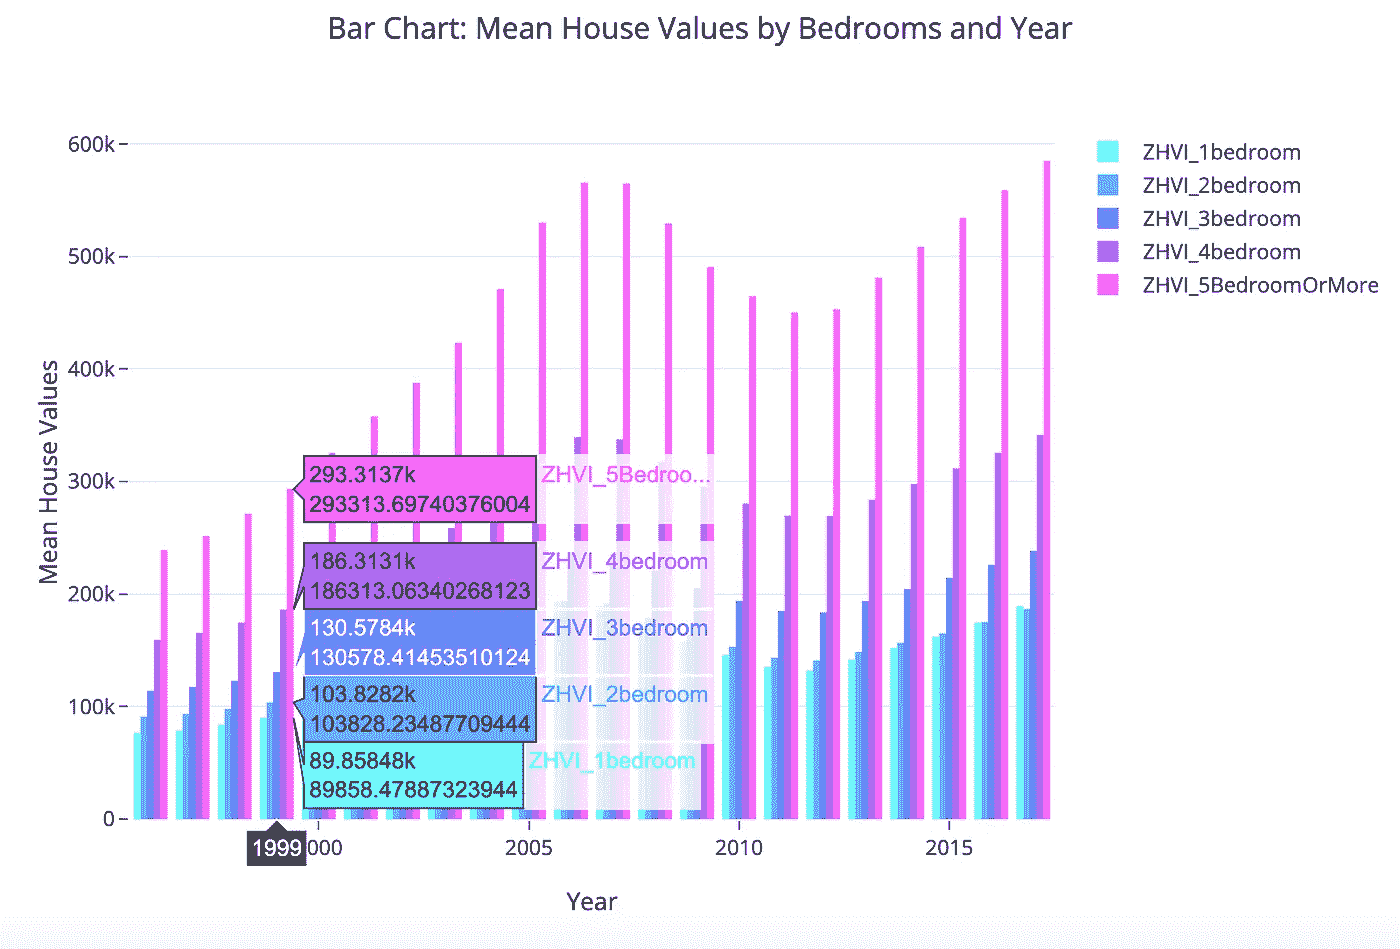 Bar Chart: Mean House Values by Bedrooms and Year
600k
500k
400k
300k
200k
100k
0
Mean House Values
ZHVI_1bedroom
ZHVI_2bedroom
ZHVI_3bedroom
ZHVI_4bedroom
ZHVI_5BedroomOrMore
293.3137k
293313.69740376004
ZHVI_5Bedroo...
186.3131k
186313.06340268123
ZHVI_4bedroom
130.5784k
130578.41453510124
ZHVI_3bedroom
103.8282k
103828.23487709444
ZHVI_2bedroom
89.85848k
89858.47887323944
ZHVI_1bedroom
1999
000
2005
2010
2015
Year